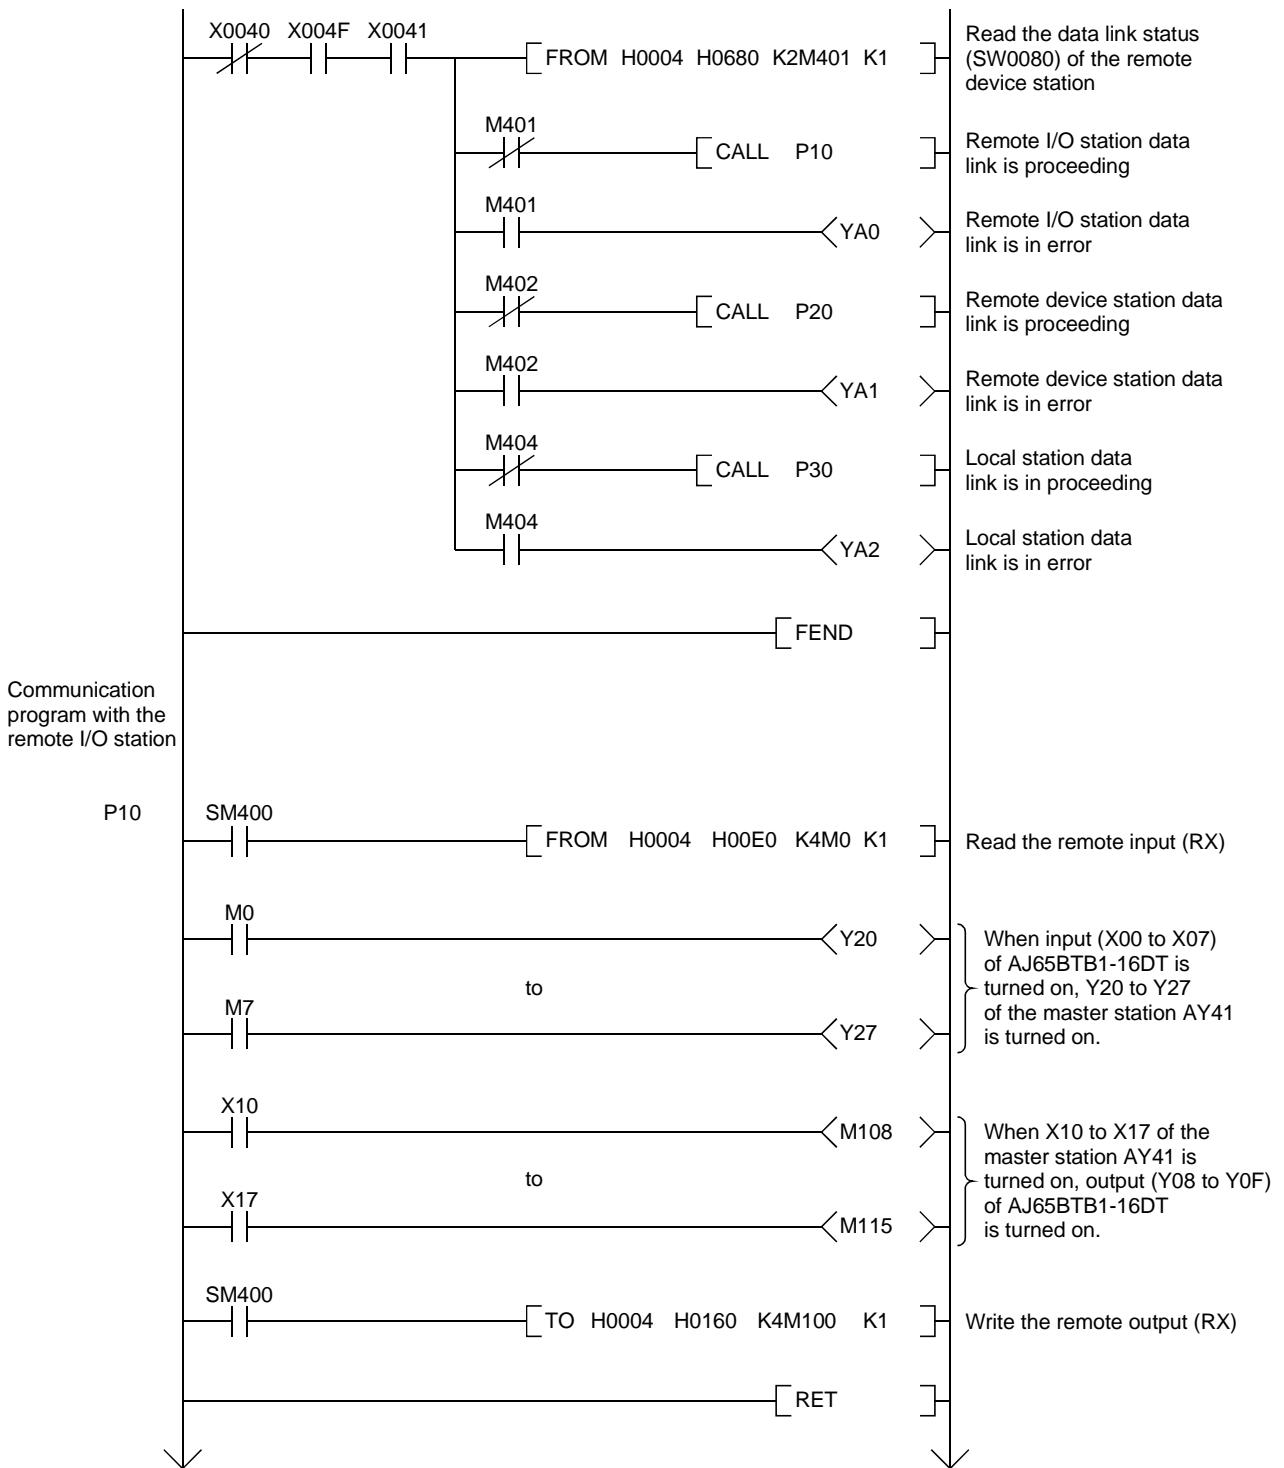 X0040 X004F X0041
FROM H0004 H0680 K2M401 K1
Read the data link status
(SW0080) of the remote
device station
M401
CALL P10
Remote I/O station data
link is proceeding
M401
YA0
Remote I/O station data
link is in error
M402
CALL P20
Remote device station data
link is proceeding
M402
YA1
Remote device station data
link is in error
M404
CALL P30
Local station data
link is in proceeding
M404
YA2
Local station data
link is in error
FEND
Communication
program with the
remote I/O station
P10
SM400
FROM H0004 H00E0 K4M0 K1
Read the remote input (RX)
M0
Y20
to
M7
Y27
When input (X00 to X07)
of AJ65BTB1-16DT is
turned on, Y20 to Y27
of the master station AY41
is turned on.
X10
M108
to
X17
M115
When X10 to X17 of the
master station AY41 is
turned on, output (Y08 to Y0F)
of AJ65BTB1-16DT
is turned on.
SM400
TO H0004 H0160 K4M100 K1
Write the remote output (RX)
RET